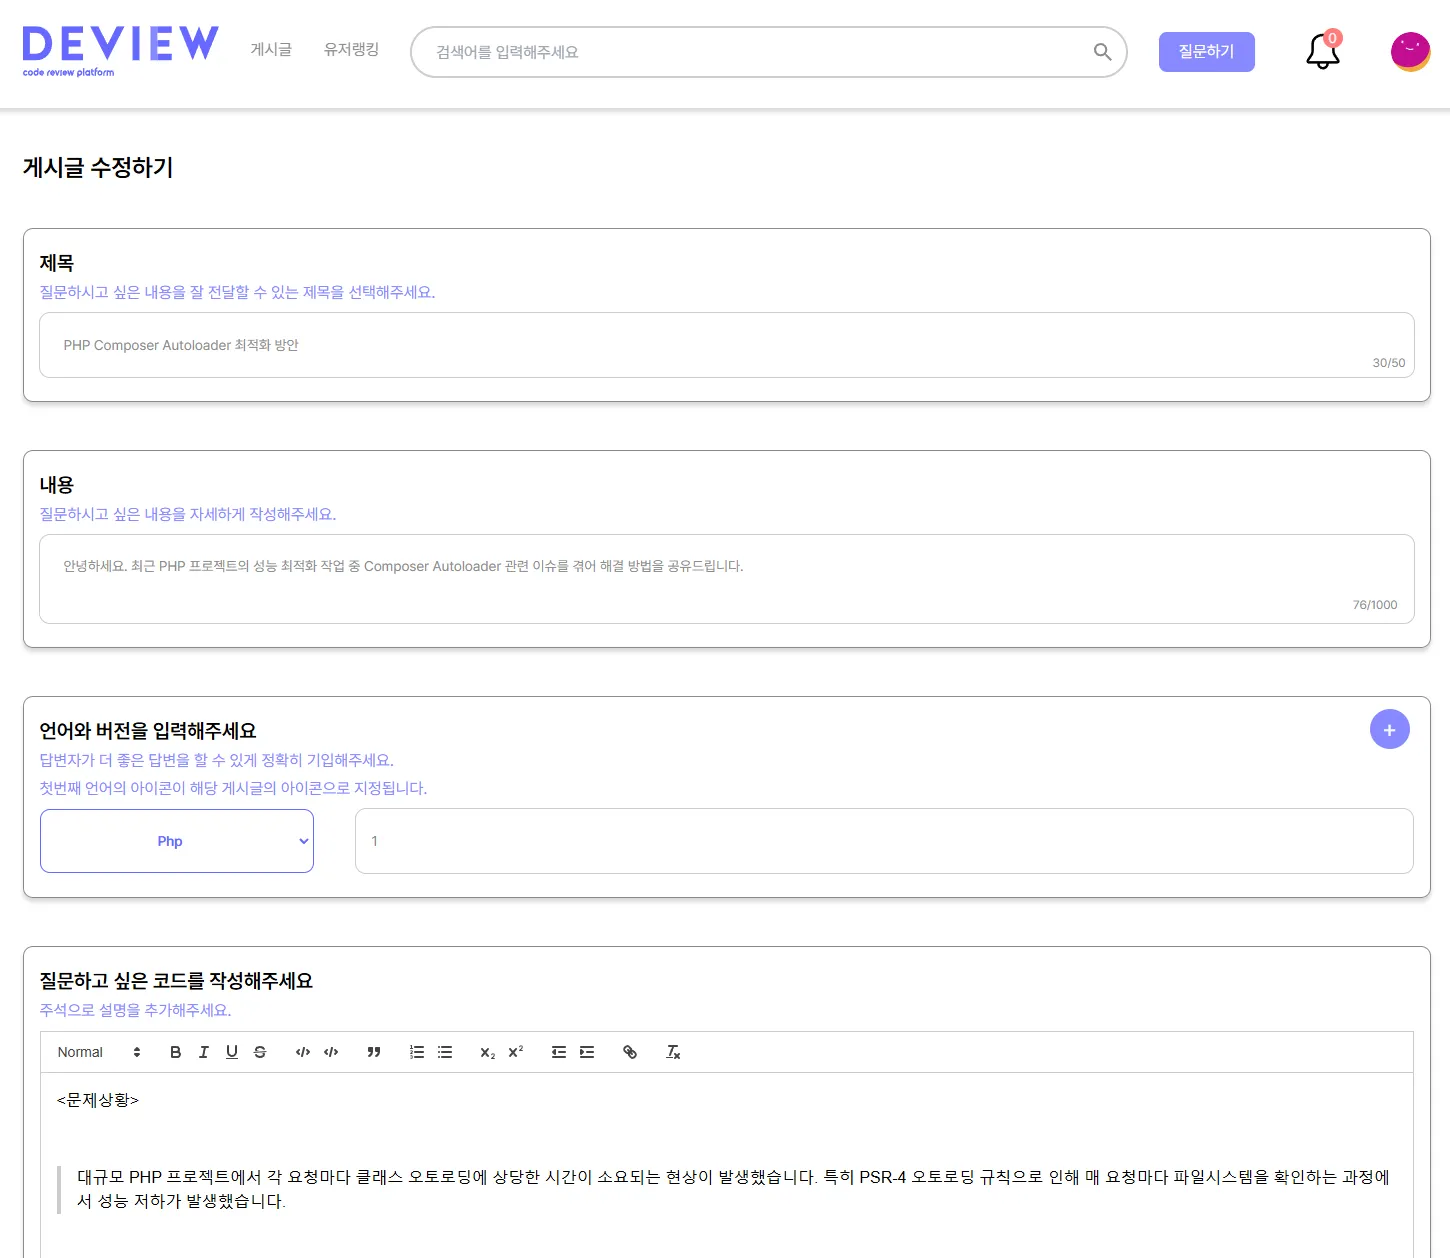 DEVIEW
code review platform
게시글 유저랭킹 검색어를 입력해주세요 질문하기 0
게시글 수정하기
제목
질문하시고 싶은 내용을 잘 전달할 수 있는 제목을 선택해주세요.
PHP Composer Autoloader 최적화 방안
30/50
내용
질문하시고 싶은 내용을 자세하게 작성해주세요.
안녕하세요. 최근 PHP 프로젝트의 성능 최적화 작업 중 Composer Autoloader 관련 이슈를 겪어 해결 방법을 공유드립니다.
76/1000
언어와 버전을 입력해주세요
+
답변자가 더 좋은 답변을 할 수 있게 정확히 기입해주세요.
첫번째 언어의 아이콘이 해당 게시글의 아이콘으로 지정됩니다.
Php 1
질문하고 싶은 코드를 작성해주세요
주석으로 설명을 추가해주세요.
Normal B I U S x₂ x²
<문제상황>
대규모 PHP 프로젝트에서 각 요청마다 클래스 오토로딩에 상당한 시간이 소요되는 현상이 발생했습니다. 특히 PSR-4 오토로딩 규칙으로 인해 매 요청마다 파일시스템을 확인하는 과정에
서 성능 저하가 발생했습니다.